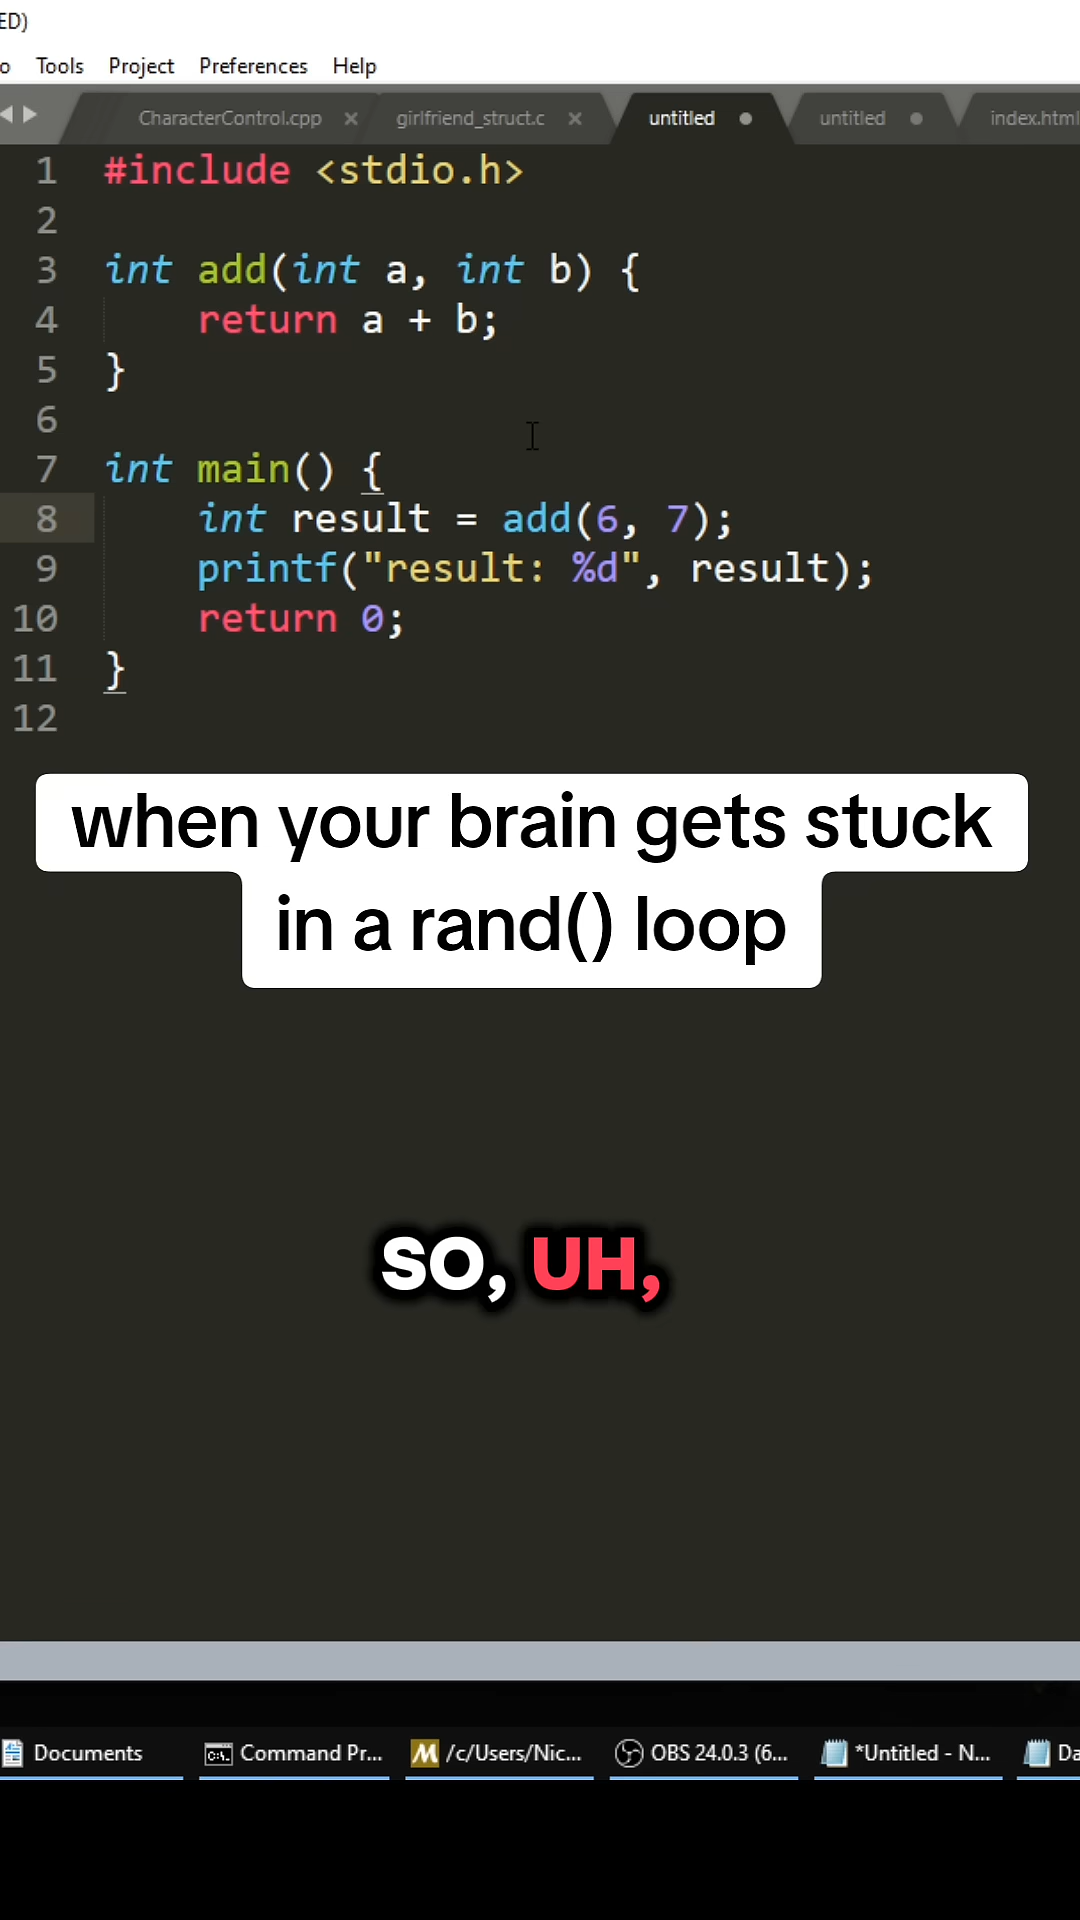 ED)
o Tools Project Preferences Help
CharacterControl.cpp × girlfriend_struct.c × untitled untitled index.html
1 #include <stdio.h>
2
3 int add(int a, int b) {
4 return a + b;
5 }
6
7 int main() {
8 int result = add(6, 7);
9 printf("result: %d", result);
10 return 0;
11 }
12
when your brain gets stuck
in a rand() loop
SO, UH,
Documents Command Pr... /c/Users/Nic... OBS 24.0.3 (6... *Untitled - N... Da